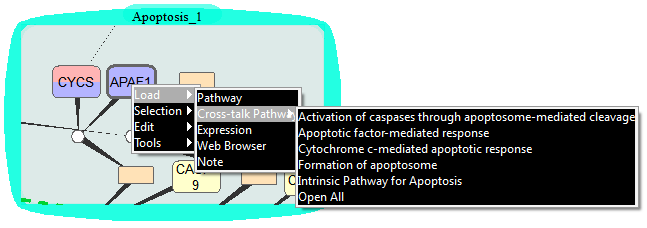 Apoptosis_1
CYCS
APAF1
Load
Selection
Edit
Tools
Pathway
Cross-talk Pathway
Expression
Web Browser
Note
Activation of caspases through apoptosome-mediated cleavage
Apoptotic factor-mediated response
Cytochrome c-mediated apoptotic response
Formation of apoptosome
Intrinsic Pathway for Apoptosis
Open All
9